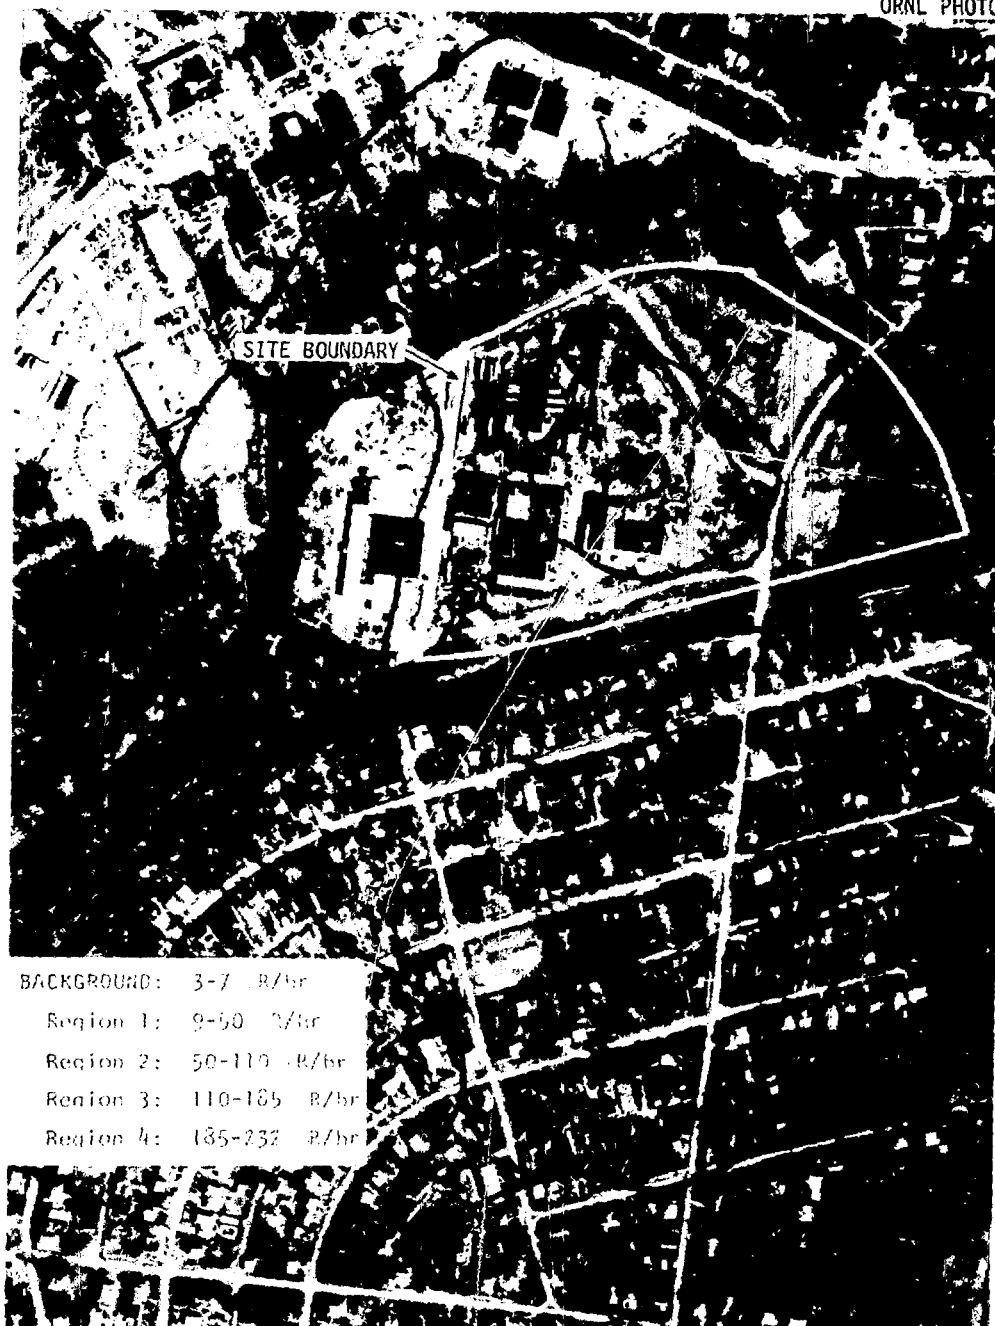 ORNL PHOTO
SITE BOUNDARY
BACKGROUND: 3-7 R/hr
Region 1: 9-50 R/hr
Region 2: 50-110 R/hr
Region 3: 110-185 R/hr
Region 4: 185-232 R/hr